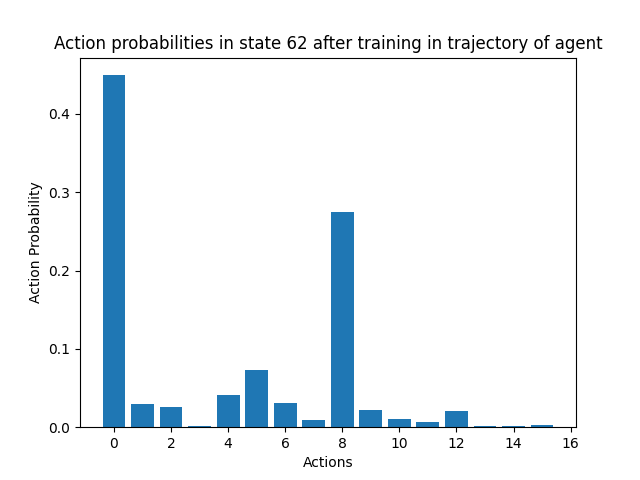 Action probabilities in state 62 after training in trajectory of agent
Action Probability
0.4
0.3
0.2
0.1
0.0
0 2 4 6 8 10 12 14 16
Actions